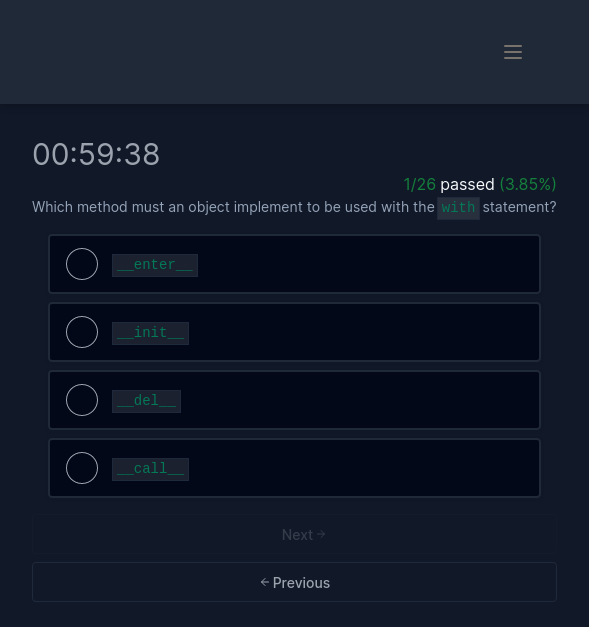 00:59:38
1/26 passed (3.85%)
Which method must an object implement to be used with the with statement?
__enter__
__init__
__del__
__call__
Next →
← Previous